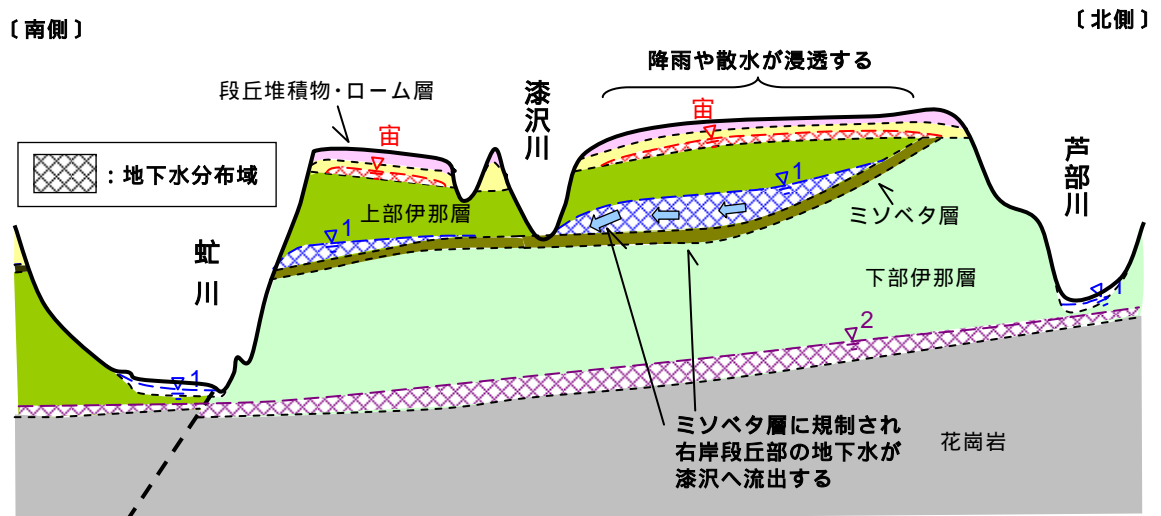 〔南側〕
〔北側〕
降雨や散水が浸透する
段丘堆積物・ローム層
漆沢川
宙
宙
芦部川
：地下水分布域
1
ミソベタ層
上部伊那層
1
虻川
下部伊那層
1
2
1
ミソベタ層に規制され
右岸段丘部の地下水が
漆沢へ流出する
花崗岩